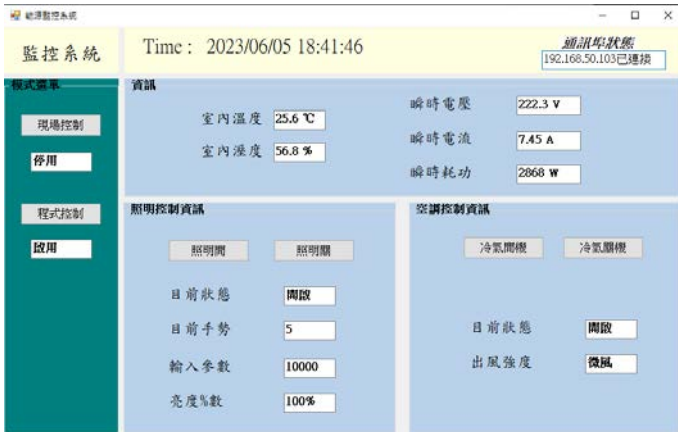 能源監控系統
監控系統
Time : 2023/06/05 18:41:46
通訊埠狀態
192.168.50.103已連接
模式選單
現場控制
停用
程式控制
啟用
資訊
室內溫度 25.6 ℃
室內溼度 56.8 %
瞬時電壓 222.3 V
瞬時電流 7.45 A
瞬時耗功 2868 W
照明控制資訊
照明開 照明關
目前狀態 開啟
目前手勢 5
輸入參數 10000
亮度%數 100%
空調控制資訊
冷氣開機 冷氣關機
目前狀態 開啟
出風強度 微風